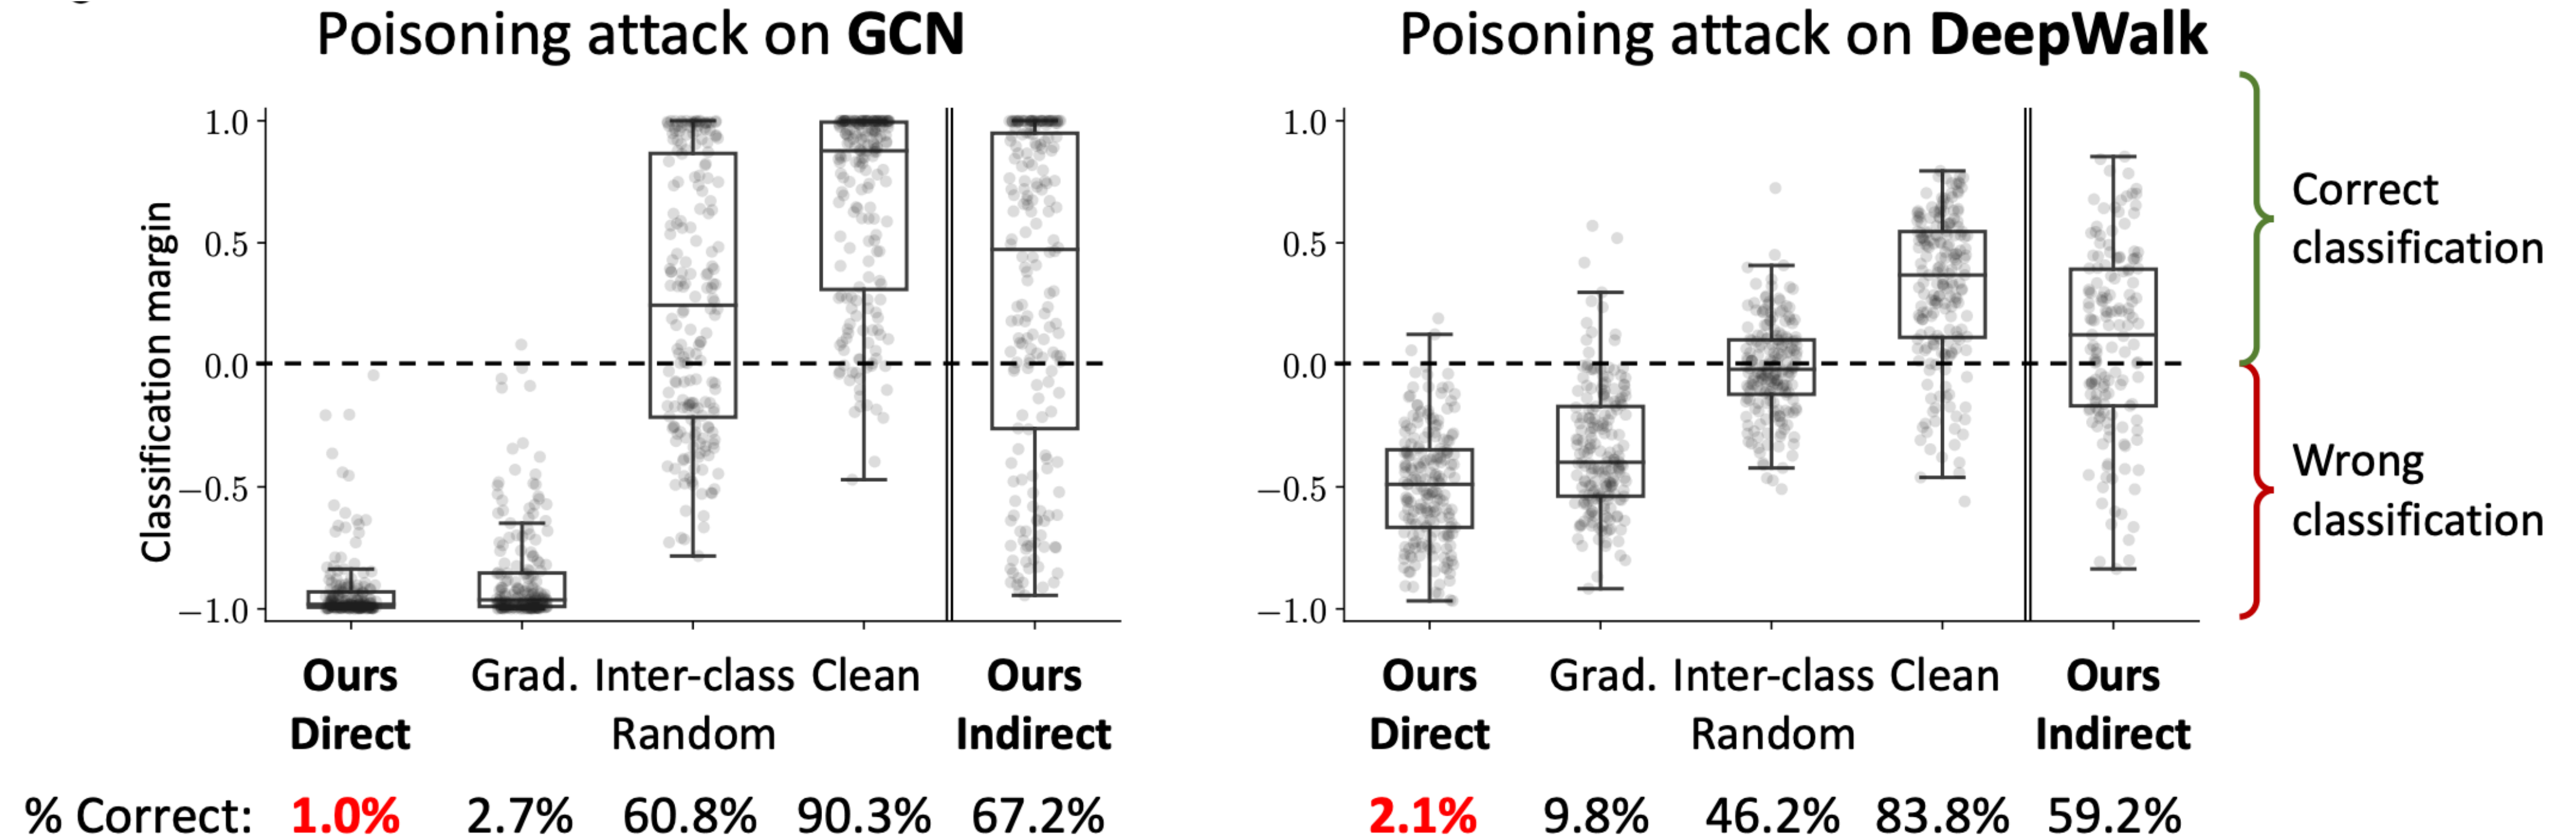 Poisoning attack on GCN
Classification margin
1.0
0.5
0.0
−0.5
−1.0
Ours Grad. Inter-class Clean Ours
Direct Random Indirect
% Correct: 1.0% 2.7% 60.8% 90.3% 67.2%
Poisoning attack on DeepWalk
1.0
0.5
0.0
−0.5
−1.0
Ours Grad. Inter-class Clean Ours
Direct Random Indirect
2.1% 9.8% 46.2% 83.8% 59.2%
Correct
classification
Wrong
classification